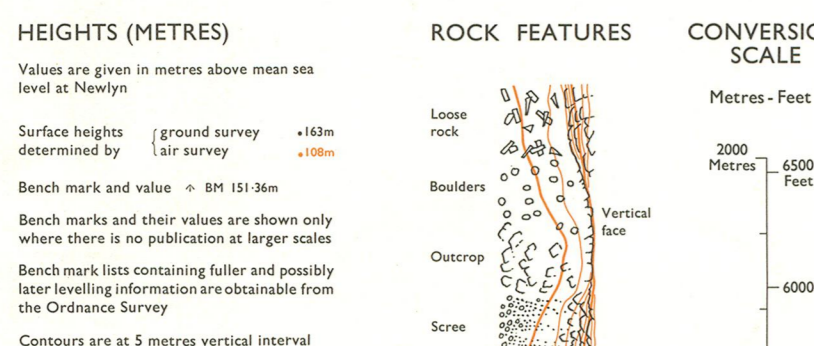 HEIGHTS (METRES)
Values are given in metres above mean sea
level at Newlyn
Surface heights { ground survey •163m
determined by { air survey •108m
Bench mark and value ↑ BM 151·36m
Bench marks and their values are shown only
where there is no publication at larger scales
Bench mark lists containing fuller and possibly
later levelling information are obtainable from
the Ordnance Survey
Contours are at 5 metres vertical interval
ROCK FEATURES
Loose
rock
Boulders
Outcrop
Scree
Vertical
face
SCALE
Metres - Feet
2000
Metres
6500
Feet
6000